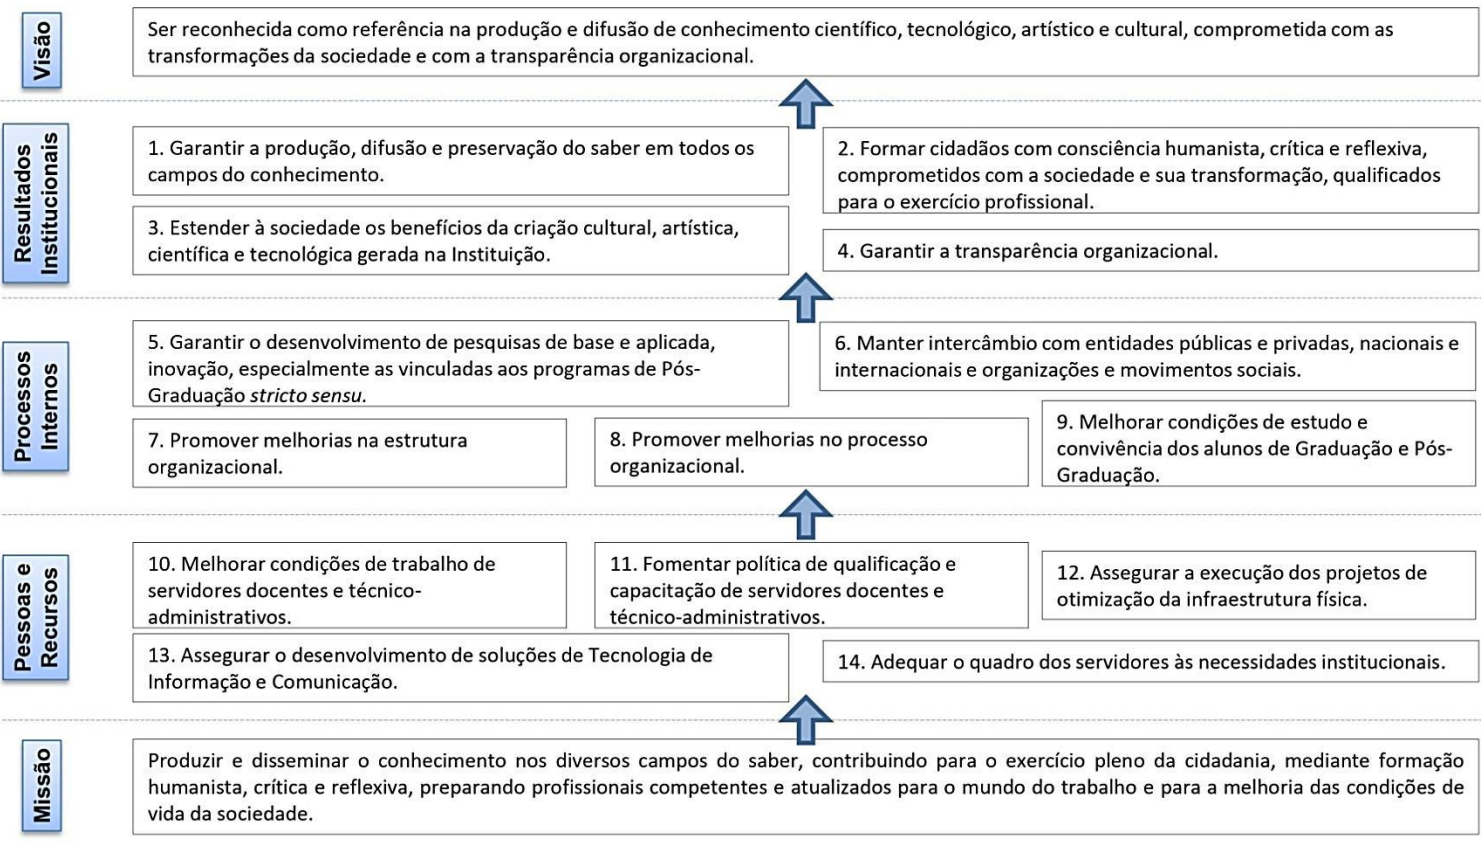 Visão
Ser reconhecida como referência na produção e difusão de conhecimento científico, tecnológico, artístico e cultural, comprometida com as
transformações da sociedade e com a transparência organizacional.
Resultados
Institucionais
1. Garantir a produção, difusão e preservação do saber em todos os
campos do conhecimento.
2. Formar cidadãos com consciência humanista, crítica e reflexiva,
comprometidos com a sociedade e sua transformação, qualificados
para o exercício profissional.
3. Estender à sociedade os benefícios da criação cultural, artística,
científica e tecnológica gerada na Instituição.
4. Garantir a transparência organizacional.
Processos
Internos
5. Garantir o desenvolvimento de pesquisas de base e aplicada,
inovação, especialmente as vinculadas aos programas de Pós-
Graduação stricto sensu.
6. Manter intercâmbio com entidades públicas e privadas, nacionais e
internacionais e organizações e movimentos sociais.
7. Promover melhorias na estrutura
organizacional.
8. Promover melhorias no processo
organizacional.
9. Melhorar condições de estudo e
convivência dos alunos de Graduação e Pós-
Graduação.
Pessoas e
Recursos
10. Melhorar condições de trabalho de
servidores docentes e técnico-
administrativos.
11. Fomentar política de qualificação e
capacitação de servidores docentes e
técnico-administrativos.
12. Assegurar a execução dos projetos de
otimização da infraestrutura física.
13. Assegurar o desenvolvimento de soluções de Tecnologia de
Informação e Comunicação.
14. Adequar o quadro dos servidores às necessidades institucionais.
Missão
Produzir e disseminar o conhecimento nos diversos campos do saber, contribuindo para o exercício pleno da cidadania, mediante formação
humanista, crítica e reflexiva, preparando profissionais competentes e atualizados para o mundo do trabalho e para a melhoria das condições de
vida da sociedade.